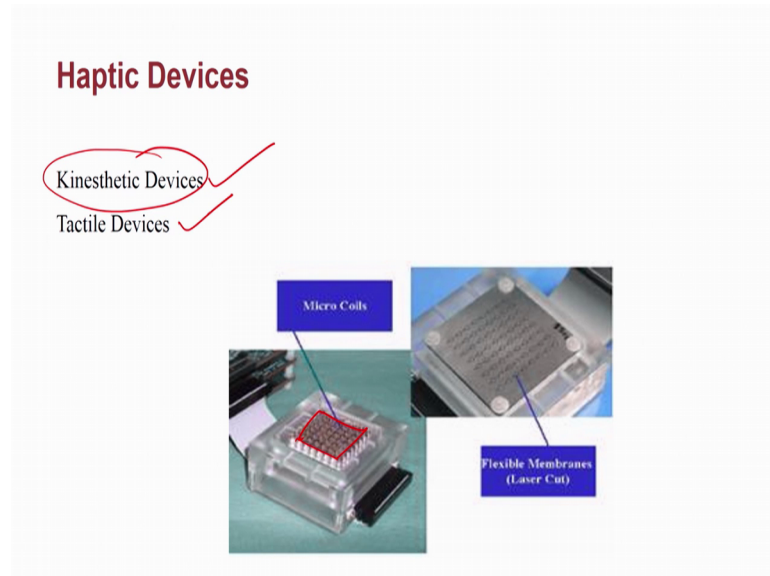 Haptic Devices
Kinesthetic Devices
Tactile Devices
Micro Coils
Flexible Membranes
(Laser Cut)